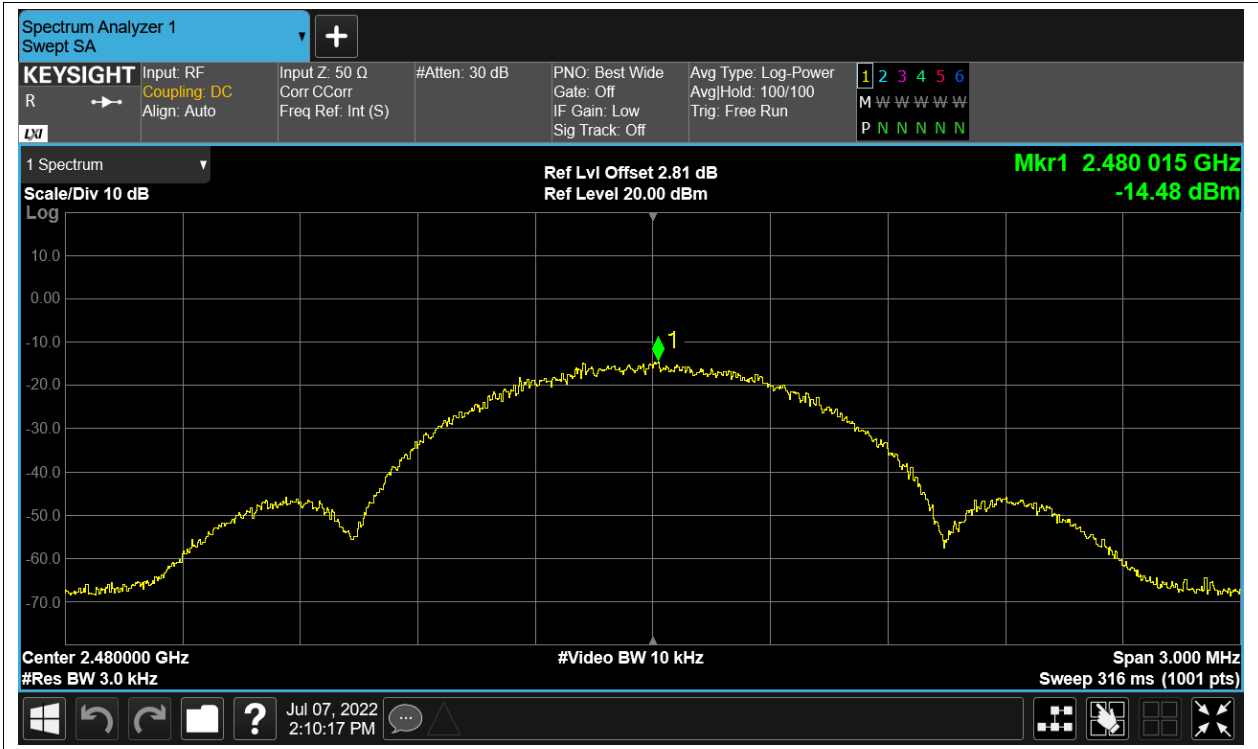 Spectrum Analyzer 1
Swept SA
KEYSIGHT
R
LXI
Input: RF
Coupling: DC
Align: Auto
Input Z: 50 Ω
Corr CCorr
Freq Ref: Int (S)
#Atten: 30 dB
PNO: Best Wide
Gate: Off
IF Gain: Low
Sig Track: Off
Avg Type: Log-Power
Avg|Hold: 100/100
Trig: Free Run
1 2 3 4 5 6
M W W W W W W
P N N N N N N
1 Spectrum
Scale/Div 10 dB
Log
Ref Lvl Offset 2.81 dB
Ref Level 20.00 dBm
Mkr1 2.480 015 GHz
-14.48 dBm
10.0
0.00
-10.0
1
-20.0
-30.0
-40.0
-50.0
-60.0
-70.0
Center 2.480000 GHz
#Video BW 10 kHz
Span 3.000 MHz
#Res BW 3.0 kHz
Sweep 316 ms (1001 pts)
?
Jul 07, 2022
2:10:17 PM